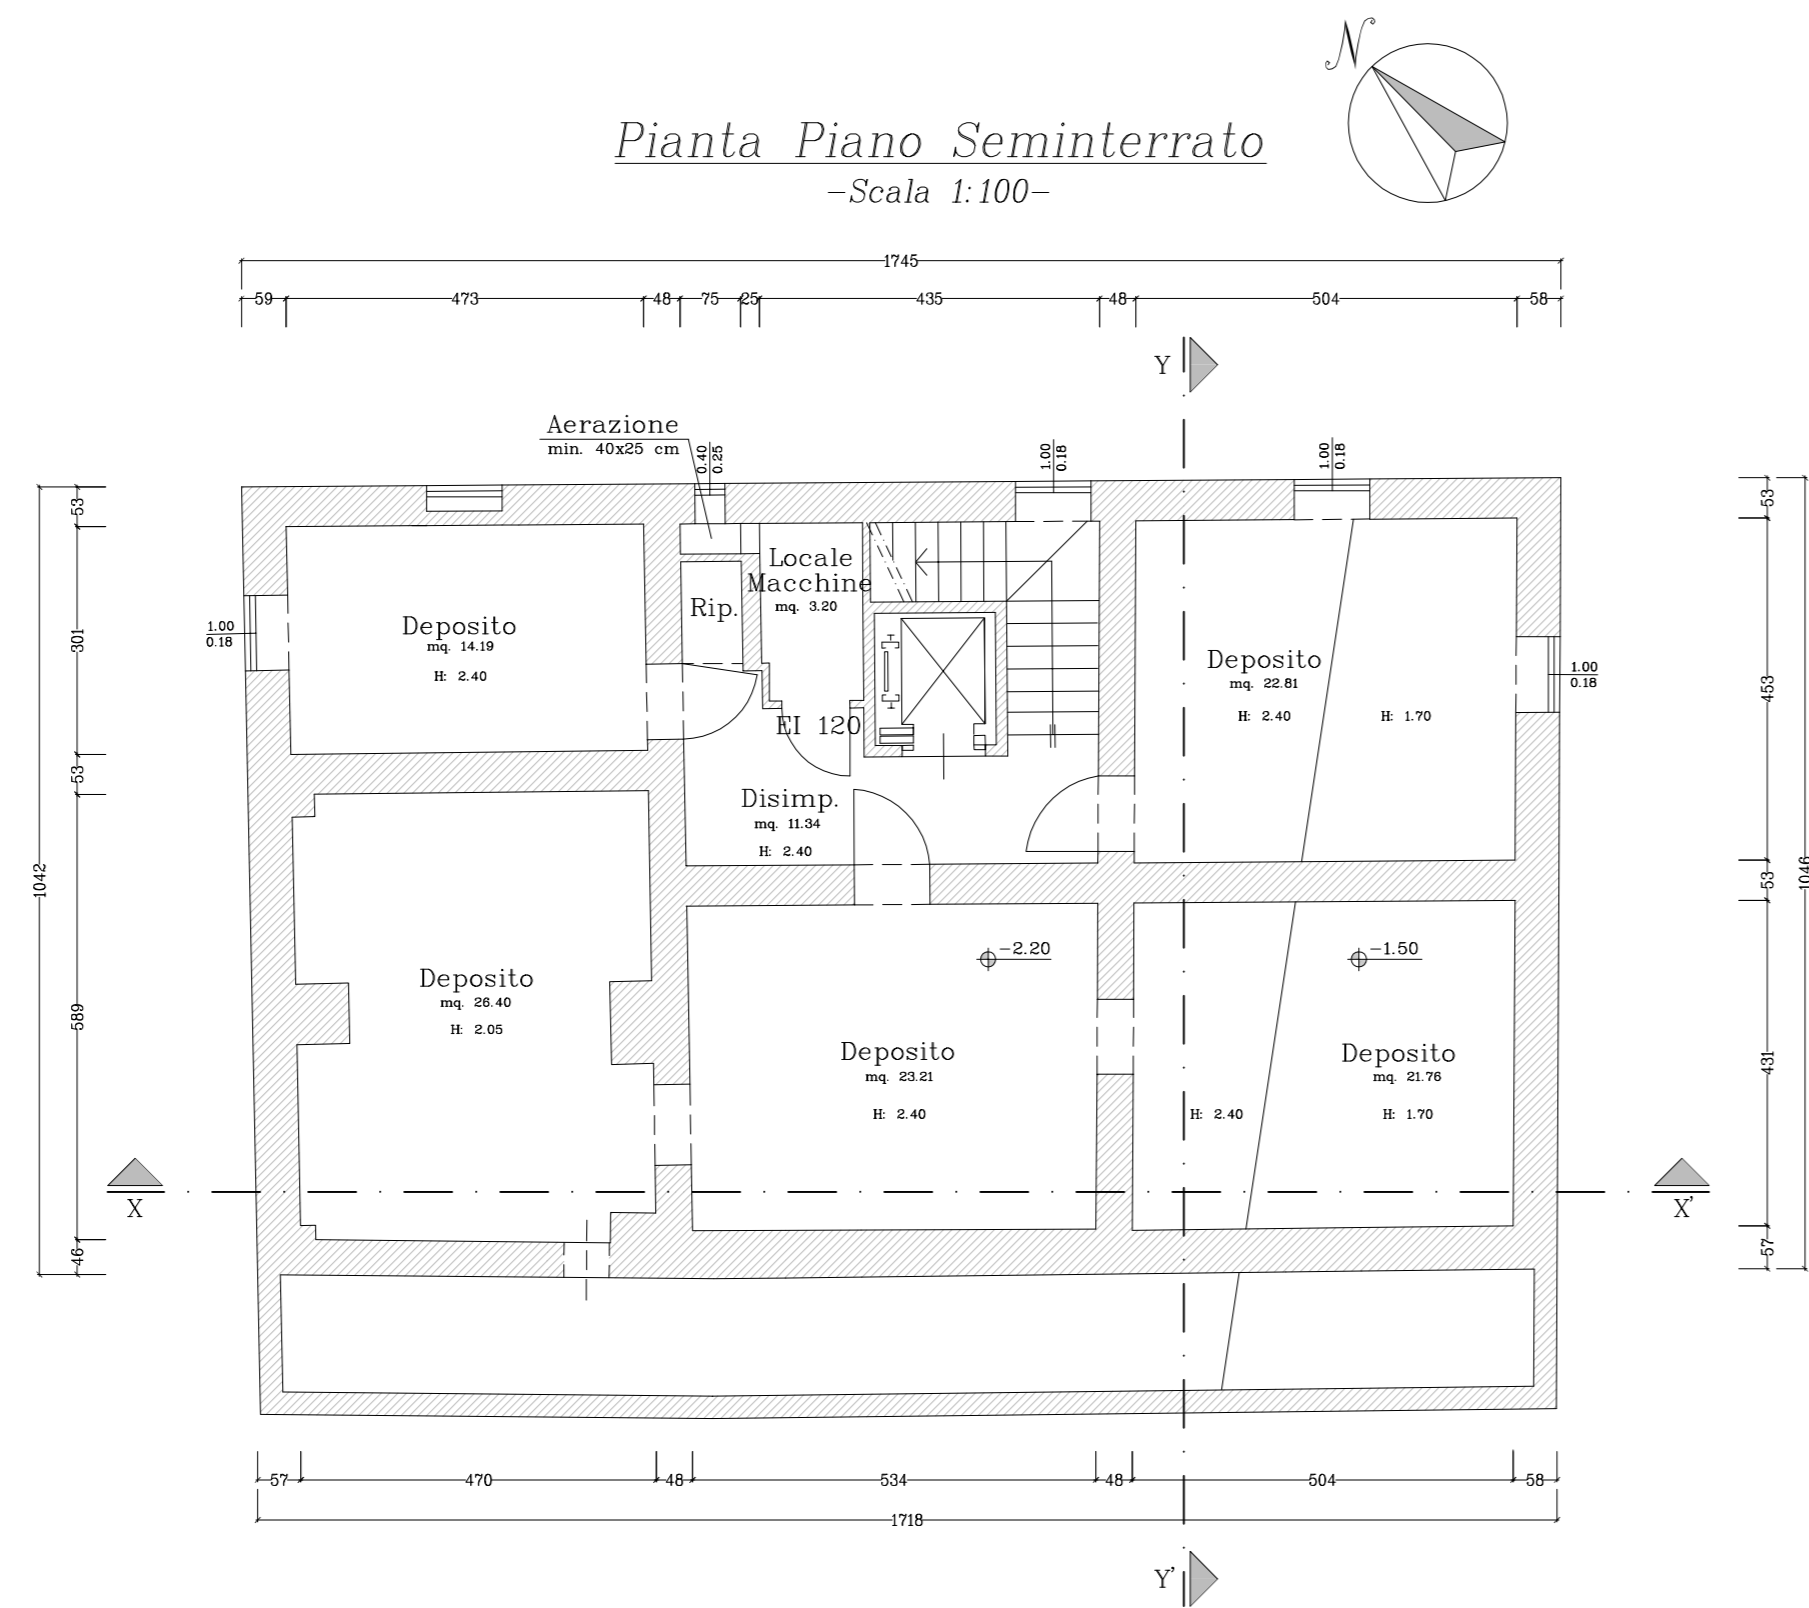 N
Pianta Piano Seminterrato
-Scala 1:100-
1745
59 473 48 75 25 435 48 504 58
Y
Aerazione
min. 40x25 cm
0.40
0.25
1.00
0.18
1.00
0.18
53
301
53
589
46
1042
53
453
53
431
57
1046
1.00
0.18
Deposito
mq. 14.19
H: 2.40
Rip.
Locale
Macchine
mq. 3.20
EI 120
Disimp.
mq. 11.34
H: 2.40
Deposito
mq. 22.81
H: 2.40
H: 1.70
1.00
0.18
Deposito
mq. 26.40
H: 2.05
-2.20
Deposito
mq. 23.21
H: 2.40
-1.50
Deposito
mq. 21.76
H: 2.40
H: 1.70
X
X'
57 470 48 534 48 504 58
1718
Y'